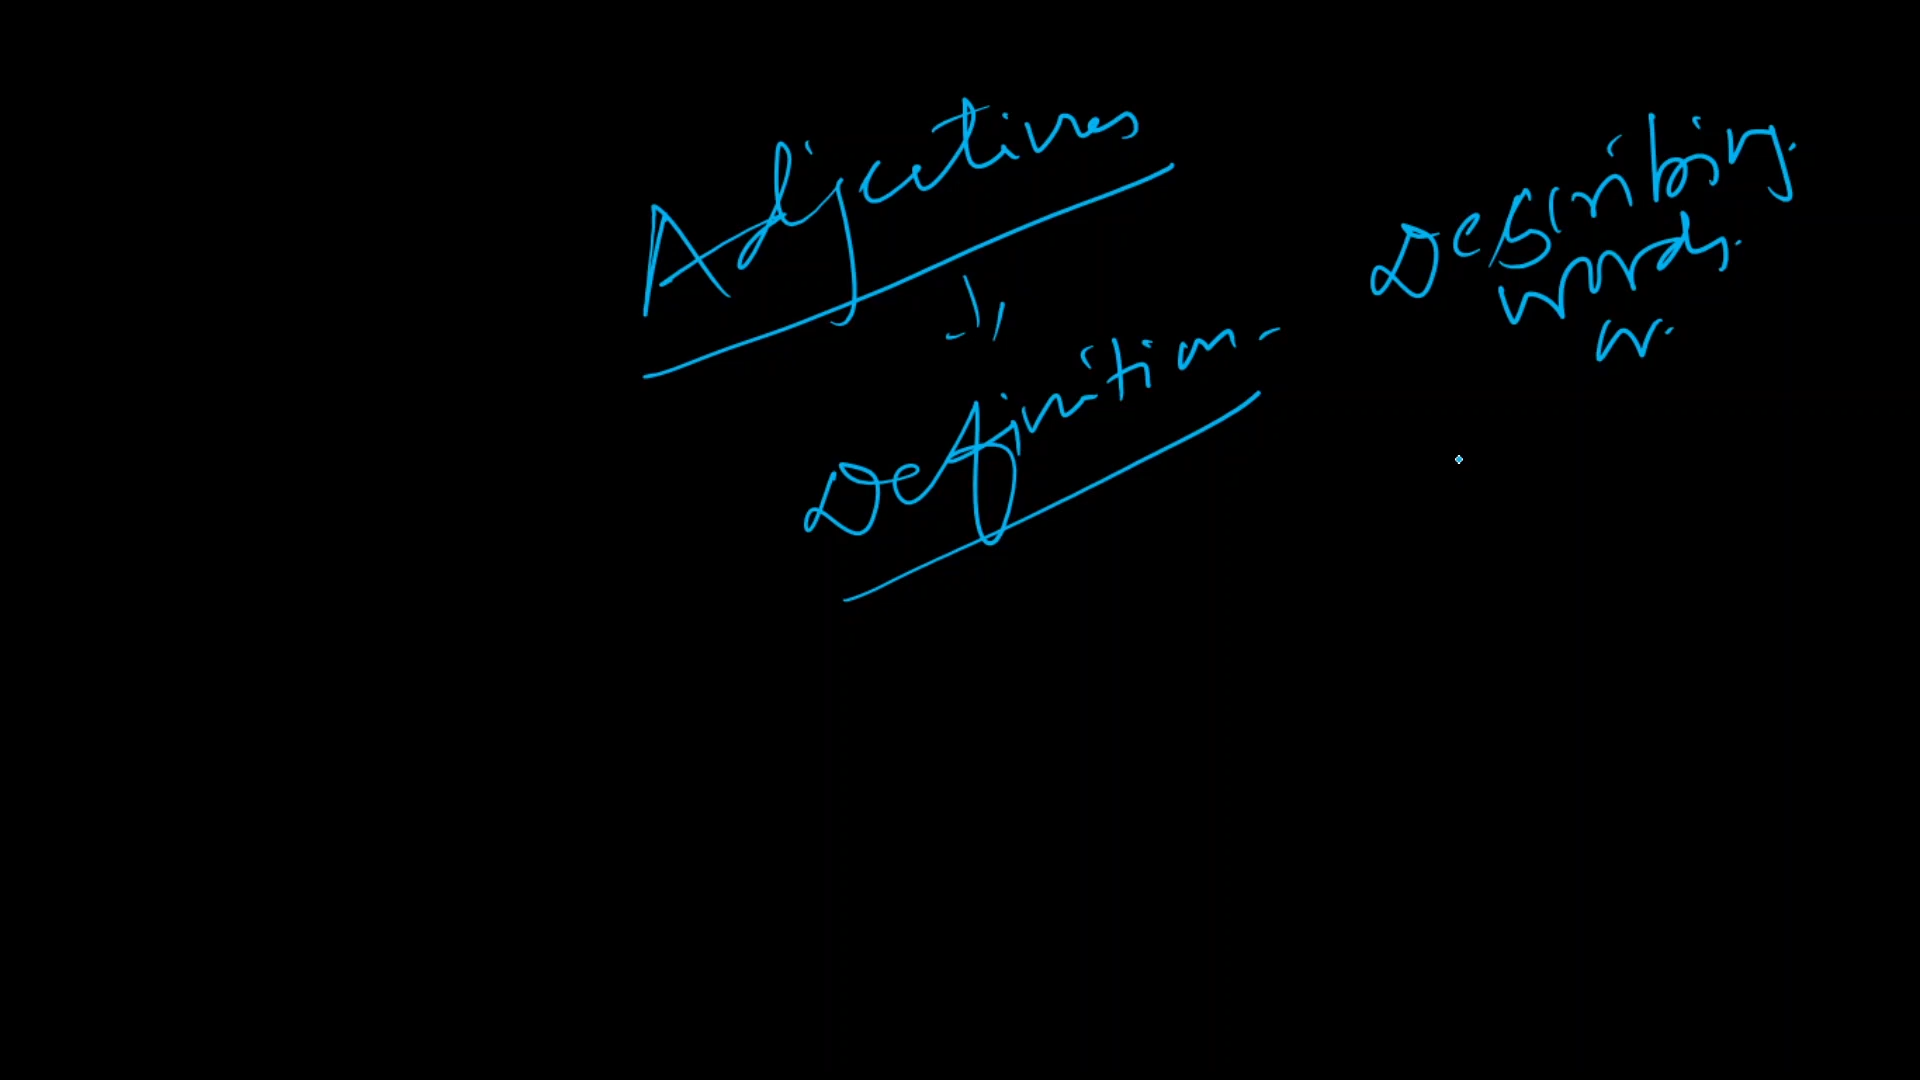 Adjectives
Definition-
Describing
words.